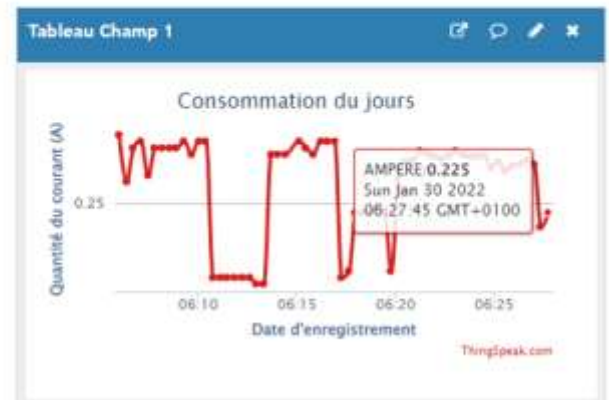 Tableau Champ 1
Consommation du jours
Quantité du courant (A)
0.25
AMPERE:0.225
Sun Jan 30 2022
06:27:45 GMT+0100
06:10 06:15 06:20 06:25
Date d'enregistrement
ThingSpeak.com